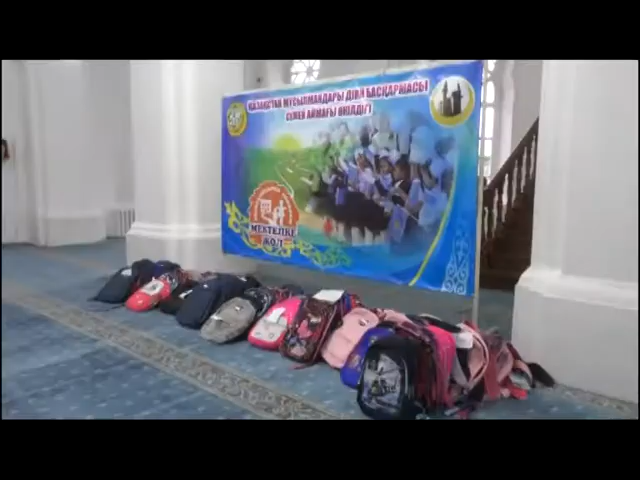 ҚАЗАҚСТАН МҰСЫЛМАНДАРЫ ДІНИ БАСҚАРМАСЫ
СЕМЕЙ АЙМАҒЫ ӨКІЛДІГІ
МЕКТЕПКЕ
ЖОЛ